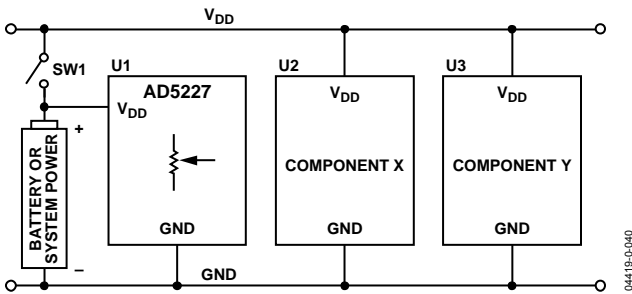 VDD
SW1
U1
AD5227
VDD
GND
U2
VDD
COMPONENT X
GND
U3
VDD
COMPONENT Y
GND
+
BATTERY OR
SYSTEM POWER
–
GND
04419-0-040